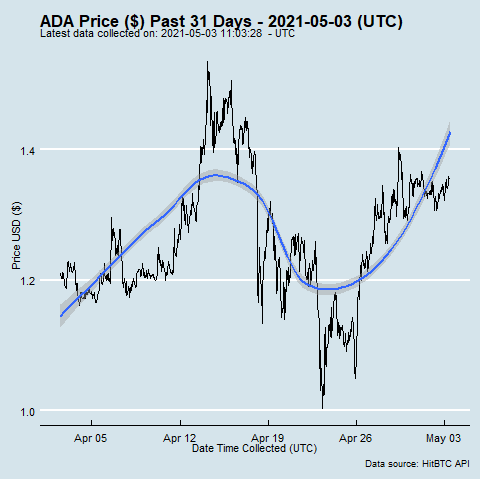 ADA Price ($) Past 31 Days - 2021-05-03 (UTC)
Latest data collected on: 2021-05-03 11:03:28  - UTC
1.4
1.2
1.0
Price USD ($)
Apr 05 Apr 12 Apr 19 Apr 26 May 03
Date Time Collected (UTC)
Data source: HitBTC API